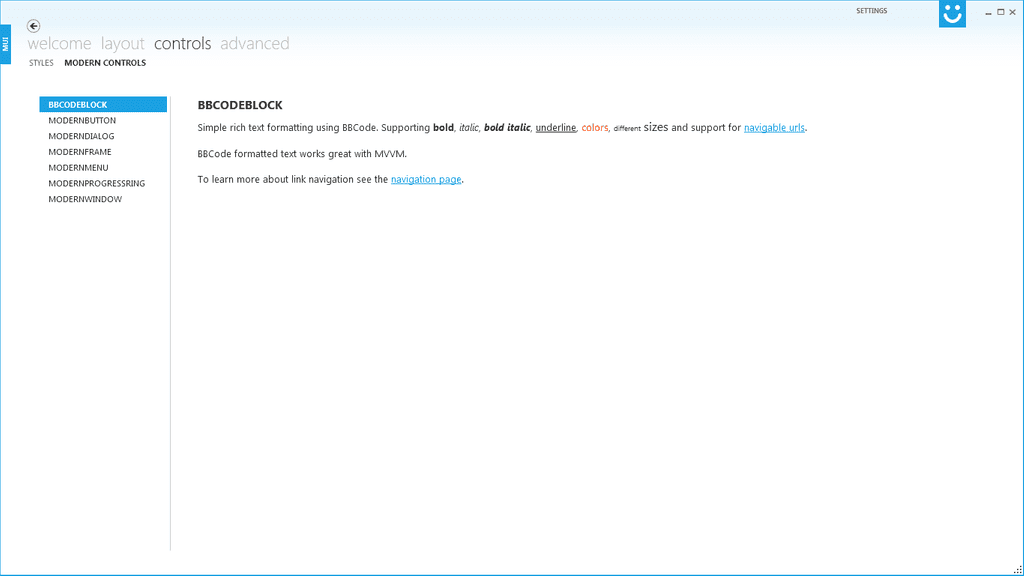 SETTINGS
MUI
welcome layout controls advanced
STYLES MODERN CONTROLS
BBCODEBLOCK
MODERNBUTTON
MODERNDIALOG
MODERNFRAME
MODERNMENU
MODERNPROGRESSRING
MODERNWINDOW
BBCODEBLOCK
Simple rich text formatting using BBCode. Supporting bold, italic, bold italic, underline, colors, different sizes and support for navigable urls.
BBCode formatted text works great with MVVM.
To learn more about link navigation see the navigation page.